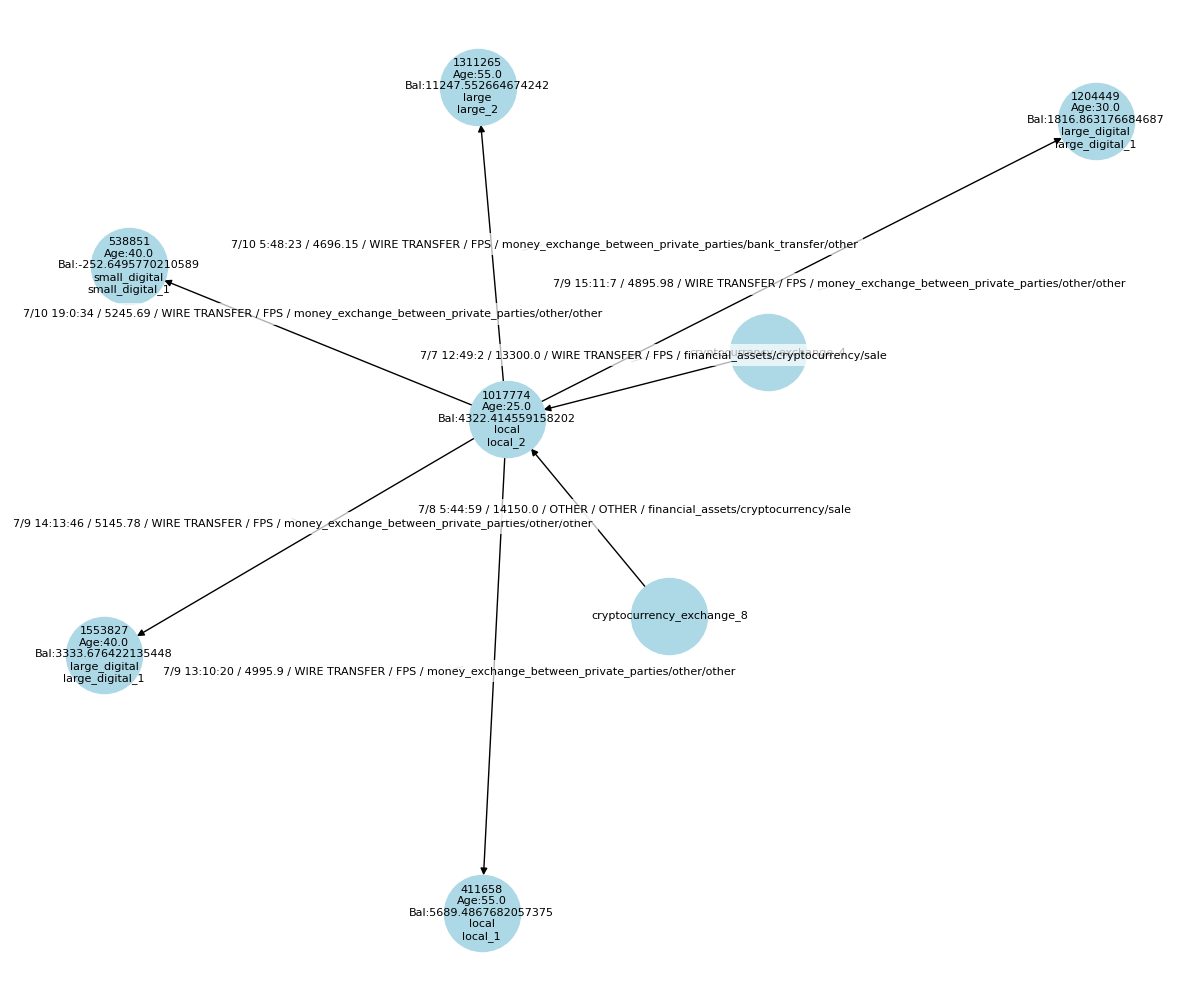 1311265
Age:55.0
Bal:11247.552664674242
large
large_2
1204449
Age:30.0
Bal:1816.863176684687
large_digital
large_digital_1
538851
Age:40.0
Bal:-252.6495770210589
small_digital
small_digital_1
7/10 5:48:23 / 4696.15 / WIRE TRANSFER / FPS / money_exchange_between_private_parties/bank_transfer/other
7/9 15:11:7 / 4895.98 / WIRE TRANSFER / FPS / money_exchange_between_private_parties/other/other
7/10 19:0:34 / 5245.69 / WIRE TRANSFER / FPS / money_exchange_between_private_parties/other/other
7/7 12:49:2 / 13300.0 / WIRE TRANSFER / FPS / financial_assets/cryptocurrency/sale
1017774
Age:25.0
Bal:4322.414559158202
local
local_2
7/8 5:44:59 / 14150.0 / OTHER / OTHER / financial_assets/cryptocurrency/sale
7/9 14:13:46 / 5145.78 / WIRE TRANSFER / FPS / money_exchange_between_private_parties/other/other
cryptocurrency_exchange_8
1553827
Age:40.0
Bal:3333.676422135448
large_digital
large_digital_1
7/9 13:10:20 / 4995.9 / WIRE TRANSFER / FPS / money_exchange_between_private_parties/other/other
411658
Age:55.0
Bal:5689.4867682057375
local
local_1